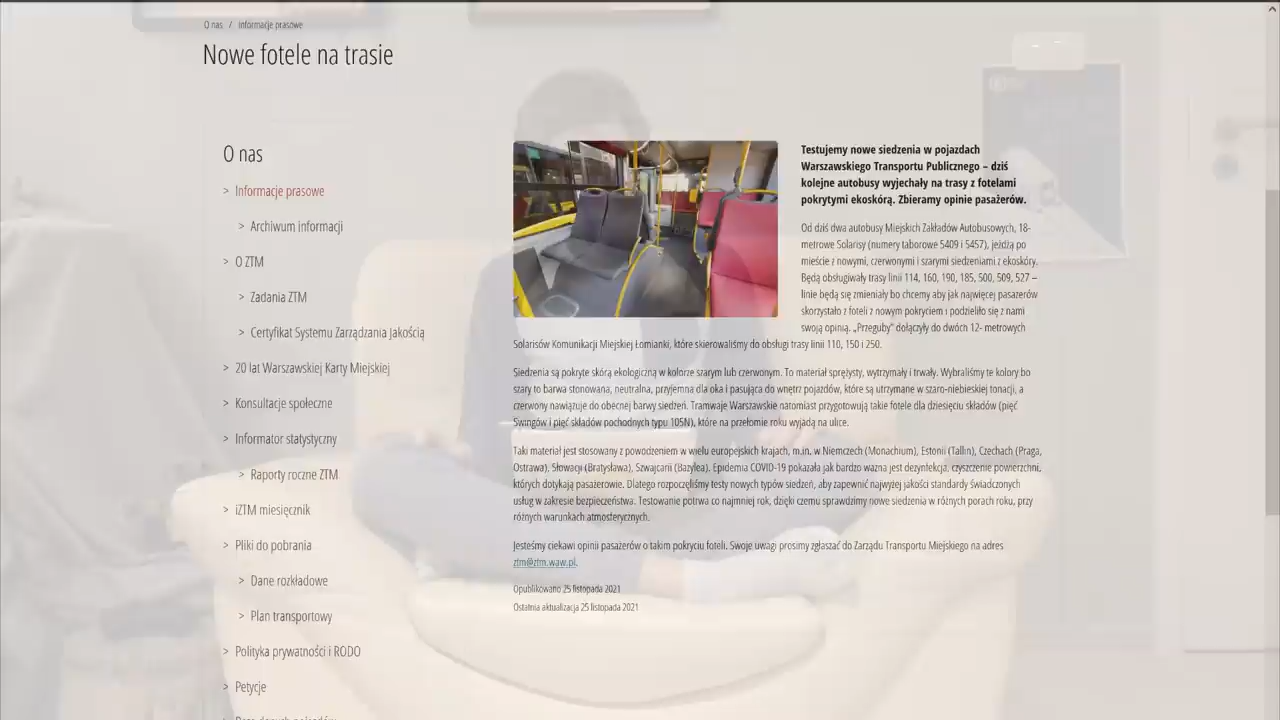 O nas / Informacje prasowe
Nowe fotele na trasie
O nas
> Informacje prasowe
> Archiwum informacji
> O ZTM
> Zadania ZTM
> Certyfikat Systemu Zarządzania Jakością
> 20 lat Warszawskiej Karty Miejskiej
> Konsultacje społeczne
> Informator statystyczny
> Raporty roczne ZTM
> iZTM miesięcznik
> Pliki do pobrania
> Dane rozkładowe
> Plan transportowy
> Polityka prywatności i RODO
> Petycje
Testujemy nowe siedzenia w pojazdach
Warszawskiego Transportu Publicznego – dziś
kolejne autobusy wyjechały na trasy z fotelami
pokrytymi ekoskórą. Zbieramy opinie pasażerów.
Od dziś dwa autobusy Miejskich Zakładów Autobusowych, 18-
metrowe Solarisy (numery taborowe 5409 i 5457), jeżdżą po
mieście z nowymi, czerwonymi i szarymi siedzeniami z ekoskóry.
Będą obsługiwały trasy linii 114, 160, 190, 185, 500, 509, 527 –
linie będą się zmieniały bo chcemy aby jak najwięcej pasażerów
skorzystało z foteli z nowym pokryciem i podzieliło się z nami
swoją opinią. „Przeguby” dołączyły do dwóch 12- metrowych
Solarisów Komunikacji Miejskiej Łomianki, które skierowaliśmy do obsługi trasy linii 110, 150 i 250.
Siedzenia są pokryte skórą ekologiczną w kolorze szarym lub czerwonym. To materiał sprężysty, wytrzymały i trwały. Wybraliśmy te kolory bo
szary to barwa stonowana, neutralna, przyjemna dla oka i pasująca do wnętrz pojazdów, które są utrzymane w szaro-niebieskiej tonacji, a
czerwony nawiązuje do obecnej barwy siedzeń. Tramwaje Warszawskie natomiast przygotowują takie fotele dla dziesięciu składów (pięć
Swingów i pięć składów pochodnych typu 105N), które na przełomie roku wyjadą na ulice.
Taki materiał jest stosowany z powodzeniem w wielu europejskich krajach, m.in. w Niemczech (Monachium), Estonii (Tallin), Czechach (Praga,
Ostrawa), Słowacji (Bratysława), Szwajcarii (Bazylea). Epidemia COVID-19 pokazała jak bardzo ważna jest dezynfekcja, czyszczenie powierzchni,
których dotykają pasażerowie. Dlatego rozpoczęliśmy testy nowych typów siedzeń, aby zapewnić najwyżej jakości standardy świadczonych
usług w zakresie bezpieczeństwa. Testowanie potrwa co najmniej rok, dzięki czemu sprawdzimy nowe siedzenia w różnych porach roku, przy
różnych warunkach atmosferycznych.
Jesteśmy ciekawi opinii pasażerów o takim pokryciu foteli. Swoje uwagi prosimy zgłaszać do Zarządu Transportu Miejskiego na adres
ztm@ztm.waw.pl.
Opublikowano 25 listopada 2021
Ostatnia aktualizacja 25 listopada 2021